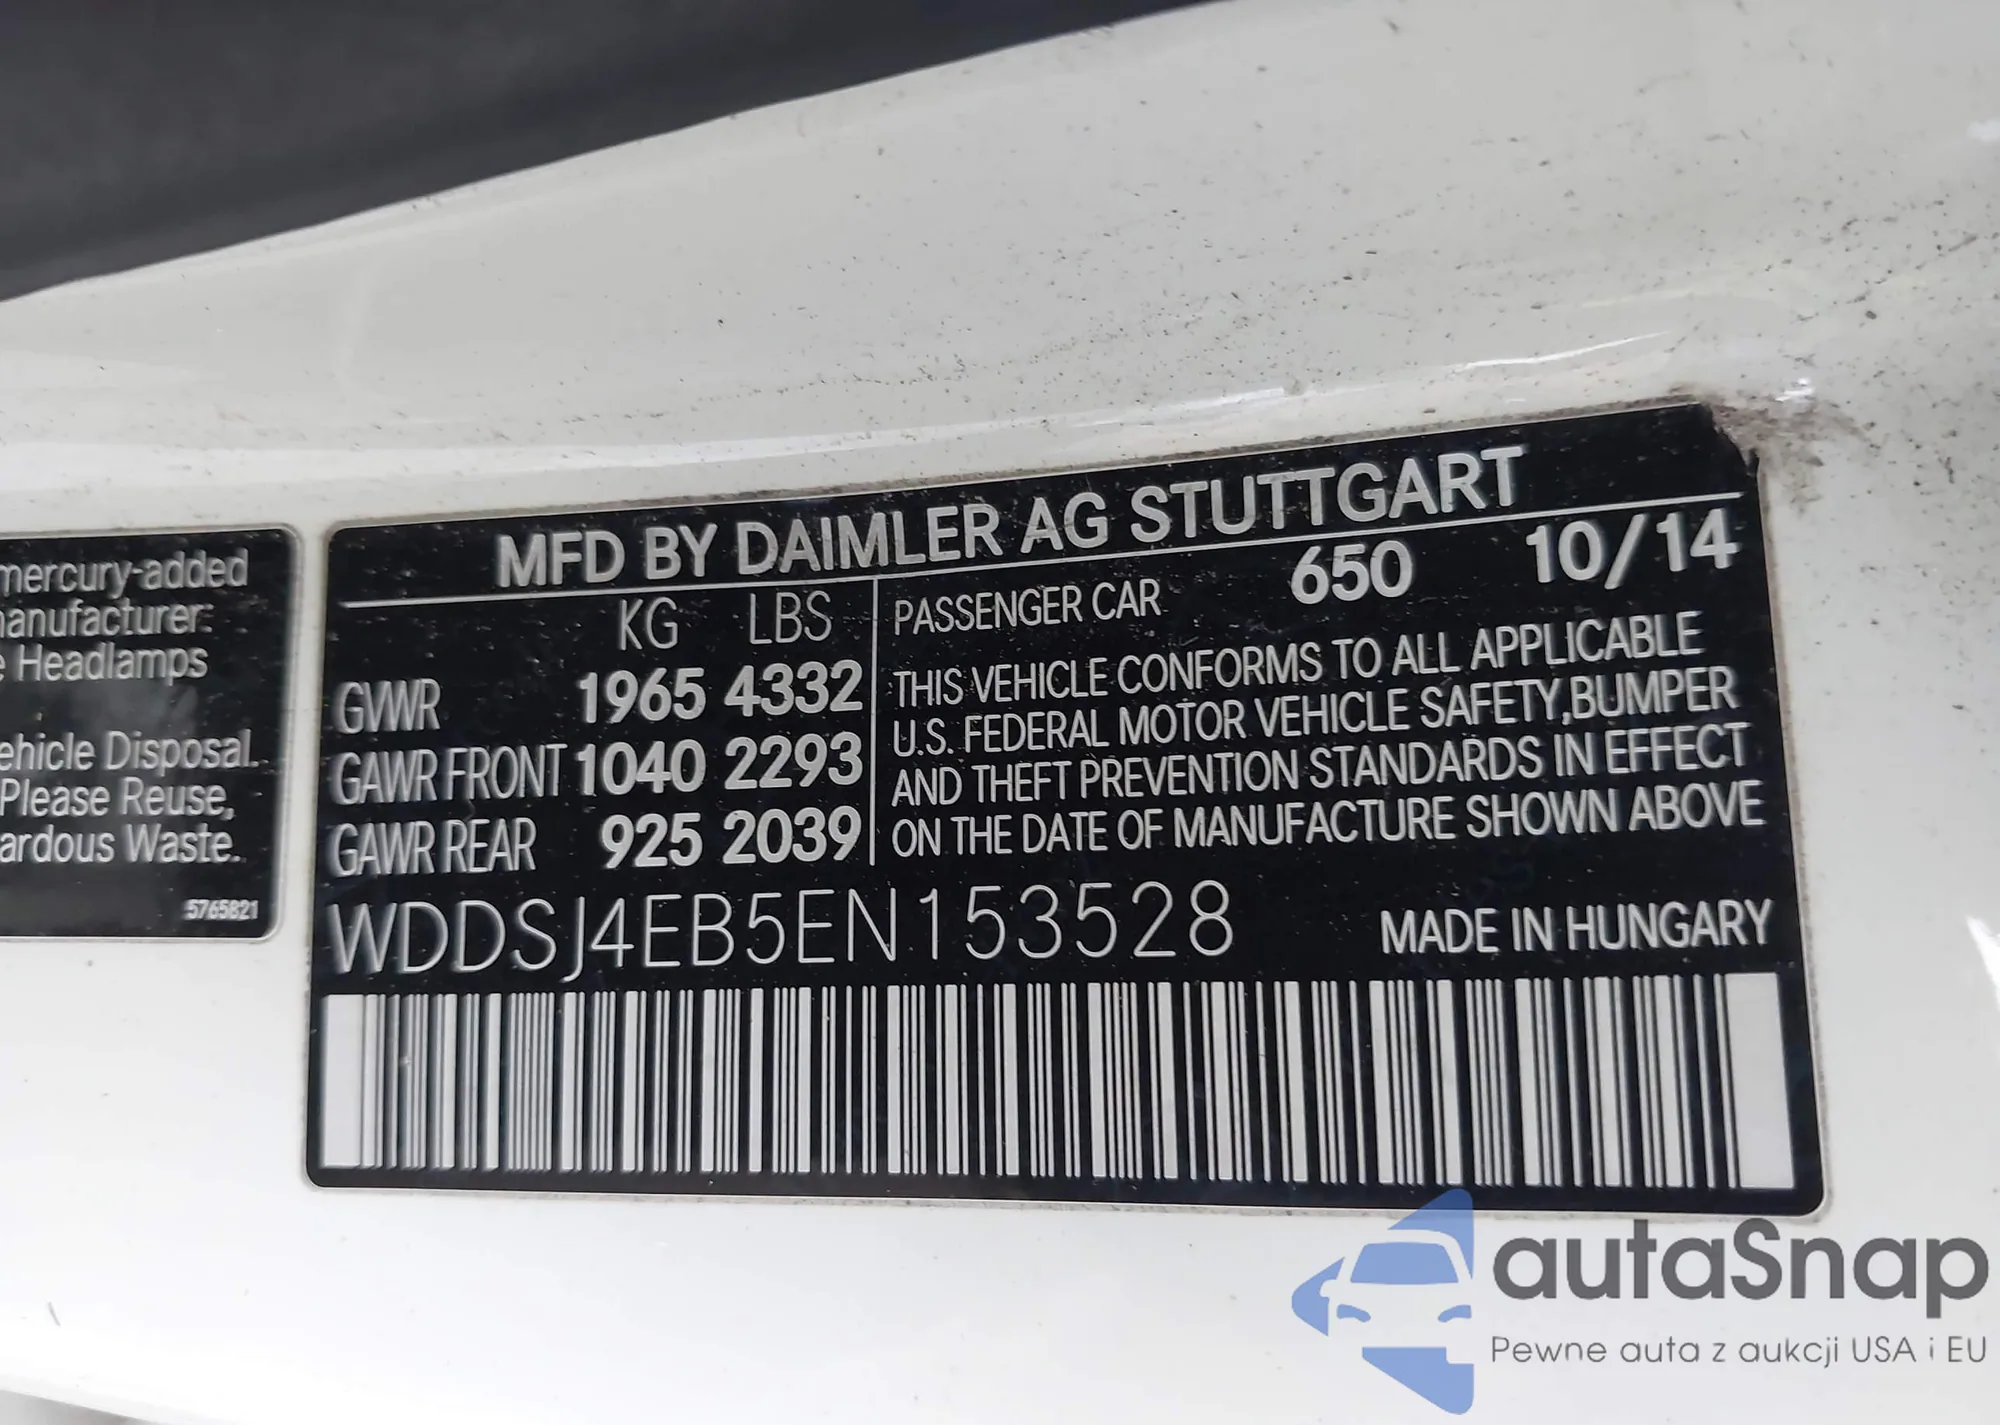 mercury-added
manufacturer:
e Headlamps
ehicle Disposal.
Please Reuse,
ardous Waste.
5765821
MFD BY DAIMLER AG STUTTGART
KG LBS
GVWR 1965 4332
GAWR FRONT 1040 2293
GAWR REAR 925 2039
PASSENGER CAR 650 10/14
THIS VEHICLE CONFORMS TO ALL APPLICABLE
U.S. FEDERAL MOTOR VEHICLE SAFETY,BUMPER
AND THEFT PREVENTION STANDARDS IN EFFECT
ON THE DATE OF MANUFACTURE SHOWN ABOVE
WDDSJ4EB5EN153528 MADE IN HUNGARY
autaSnap
Pewne auta z aukcji USA i EU